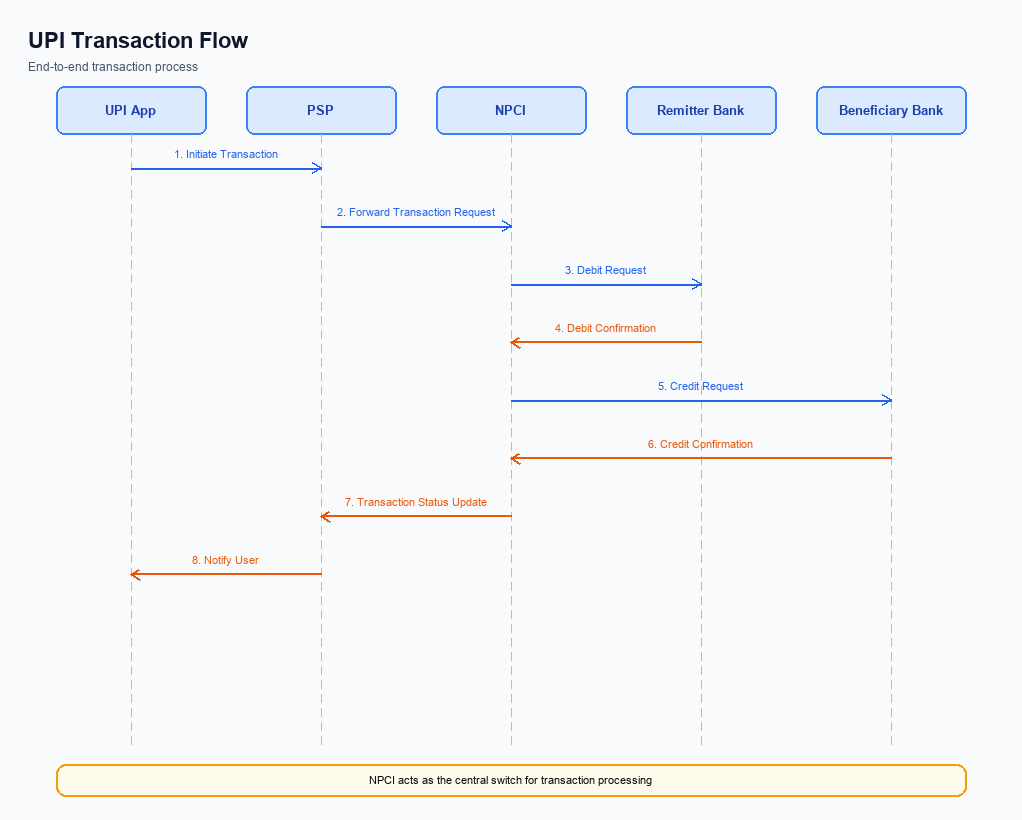 UPI Transaction Flow
End-to-end transaction process
UPI App
PSP
NPCI
Remitter Bank
Beneficiary Bank
1. Initiate Transaction
2. Forward Transaction Request
3. Debit Request
4. Debit Confirmation
5. Credit Request
6. Credit Confirmation
7. Transaction Status Update
8. Notify User
NPCI acts as the central switch for transaction processing